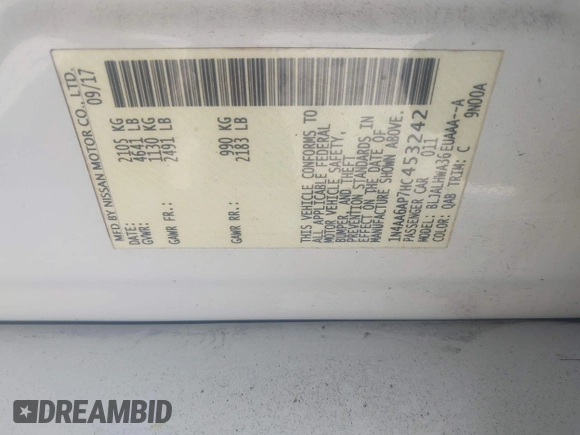 MFD BY NISSAN MOTOR CO., LTD.
DATE: 09/17
GVWR: 2105 KG
4641 LB
GAWR FR: 1130 KG
2491 LB
GAWR RR: 990 KG
2183 LB
THIS VEHICLE CONFORMS TO
ALL APPLICABLE FEDERAL
MOTOR VEHICLE SAFETY,
BUMPER, AND THEFT
PREVENTION STANDARDS IN
EFFECT ON THE DATE OF
MANUFACTURE SHOWN ABOVE.
1N4AA6AP7HC453242
PASSENGER CAR 011
MODEL: BLJALHWA36EUAAA--A
COLOR: QAB TRIM: C 9N00A
DREAMBID